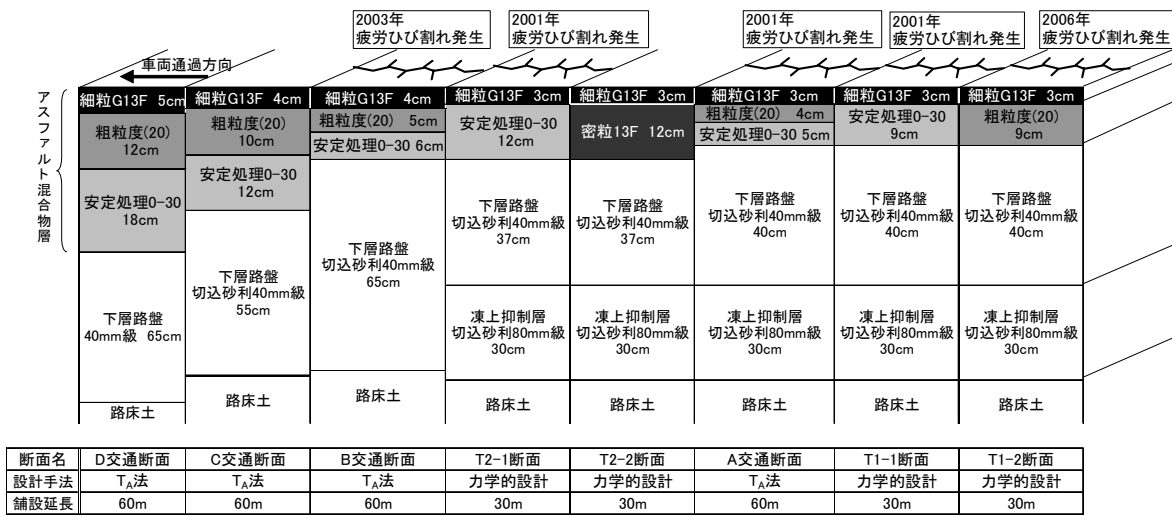 2003年
疲労ひび割れ発生
2001年
疲労ひび割れ発生
2001年
疲労ひび割れ発生
2001年
疲労ひび割れ発生
2006年
疲労ひび割れ発生
車両通過方向
アスファルト混合物層
細粒G13F 5cm
粗粒度(20)
12cm
安定処理0-30
18cm
下層路盤
40mm級 65cm
路床土
細粒G13F 4cm
粗粒度(20)
10cm
安定処理0-30
12cm
下層路盤
切込砂利40mm級
55cm
路床土
細粒G13F 4cm
粗粒度(20) 5cm
安定処理0-30 6cm
下層路盤
切込砂利40mm級
65cm
路床土
細粒G13F 3cm
安定処理0-30
12cm
下層路盤
切込砂利40mm級
37cm
凍上抑制層
切込砂利80mm級
30cm
路床土
細粒G13F 3cm
密粒13F 12cm
下層路盤
切込砂利40mm級
37cm
凍上抑制層
切込砂利80mm級
30cm
路床土
細粒G13F 3cm
粗粒度(20) 4cm
安定処理0-30 5cm
下層路盤
切込砂利40mm級
40cm
凍上抑制層
切込砂利80mm級
30cm
路床土
細粒G13F 3cm
安定処理0-30
9cm
下層路盤
切込砂利40mm級
40cm
凍上抑制層
切込砂利80mm級
30cm
路床土
細粒G13F 3cm
粗粒度(20)
9cm
下層路盤
切込砂利40mm級
40cm
凍上抑制層
切込砂利80mm級
30cm
路床土
断面名 D交通断面 C交通断面 B交通断面 T2-1断面 T2-2断面 A交通断面 T1-1断面 T1-2断面
設計手法 TA法 TA法 TA法 力学的設計 力学的設計 TA法 力学的設計 力学的設計
舗設延長 60m 60m 60m 30m 30m 60m 30m 30m